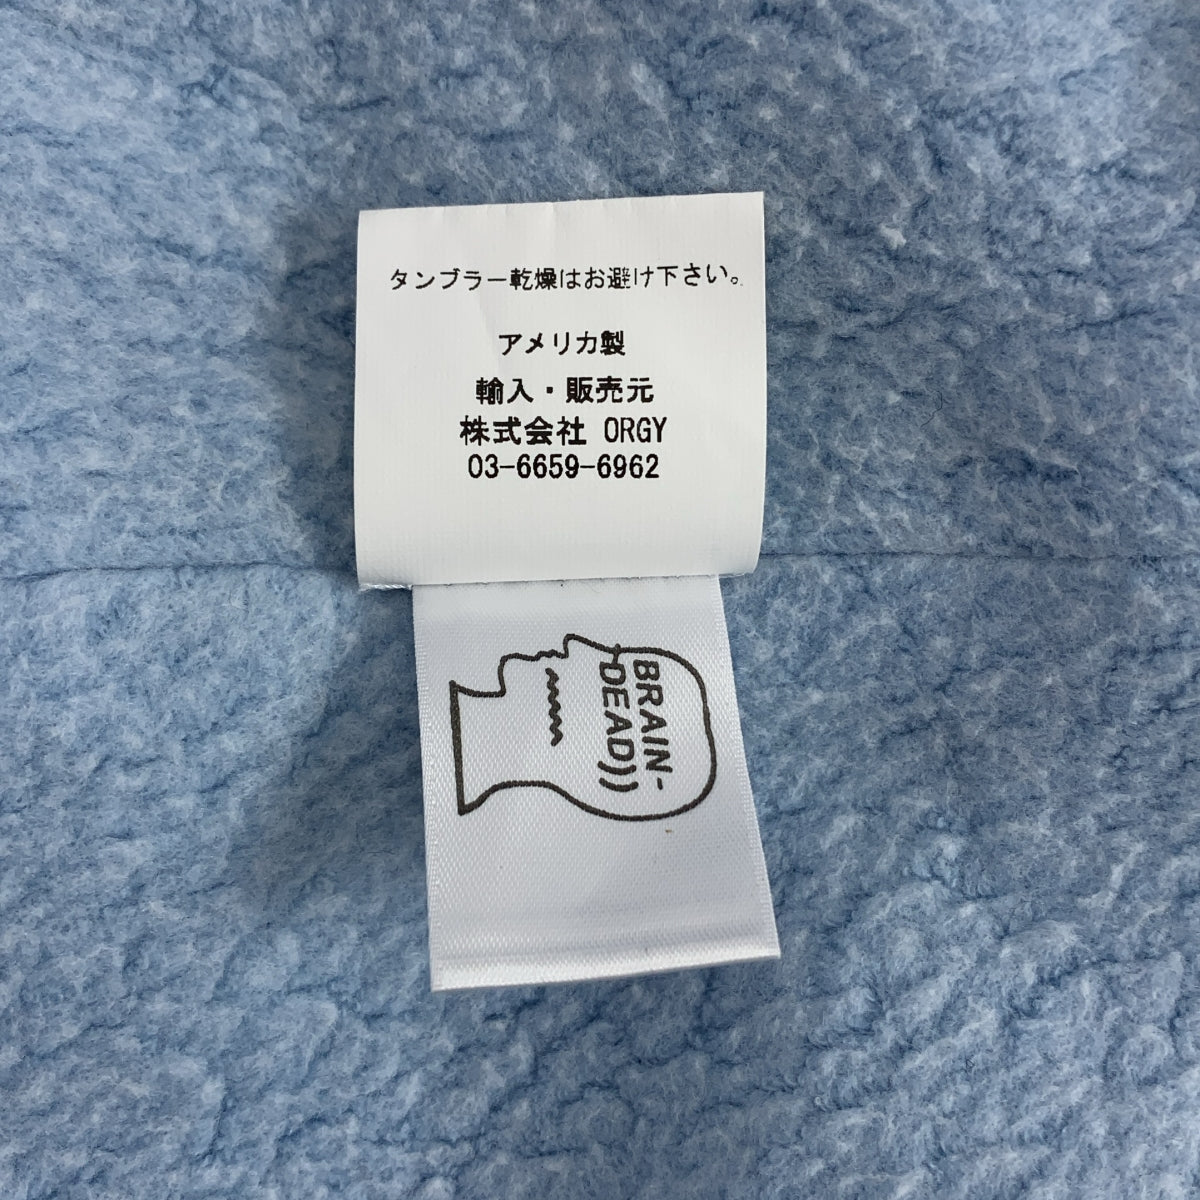 タンブラー乾燥はお避け下さい。
アメリカ製
輸入・販売元
株式会社 ORGY
03-6659-6962
BRAIN-
DEAD))